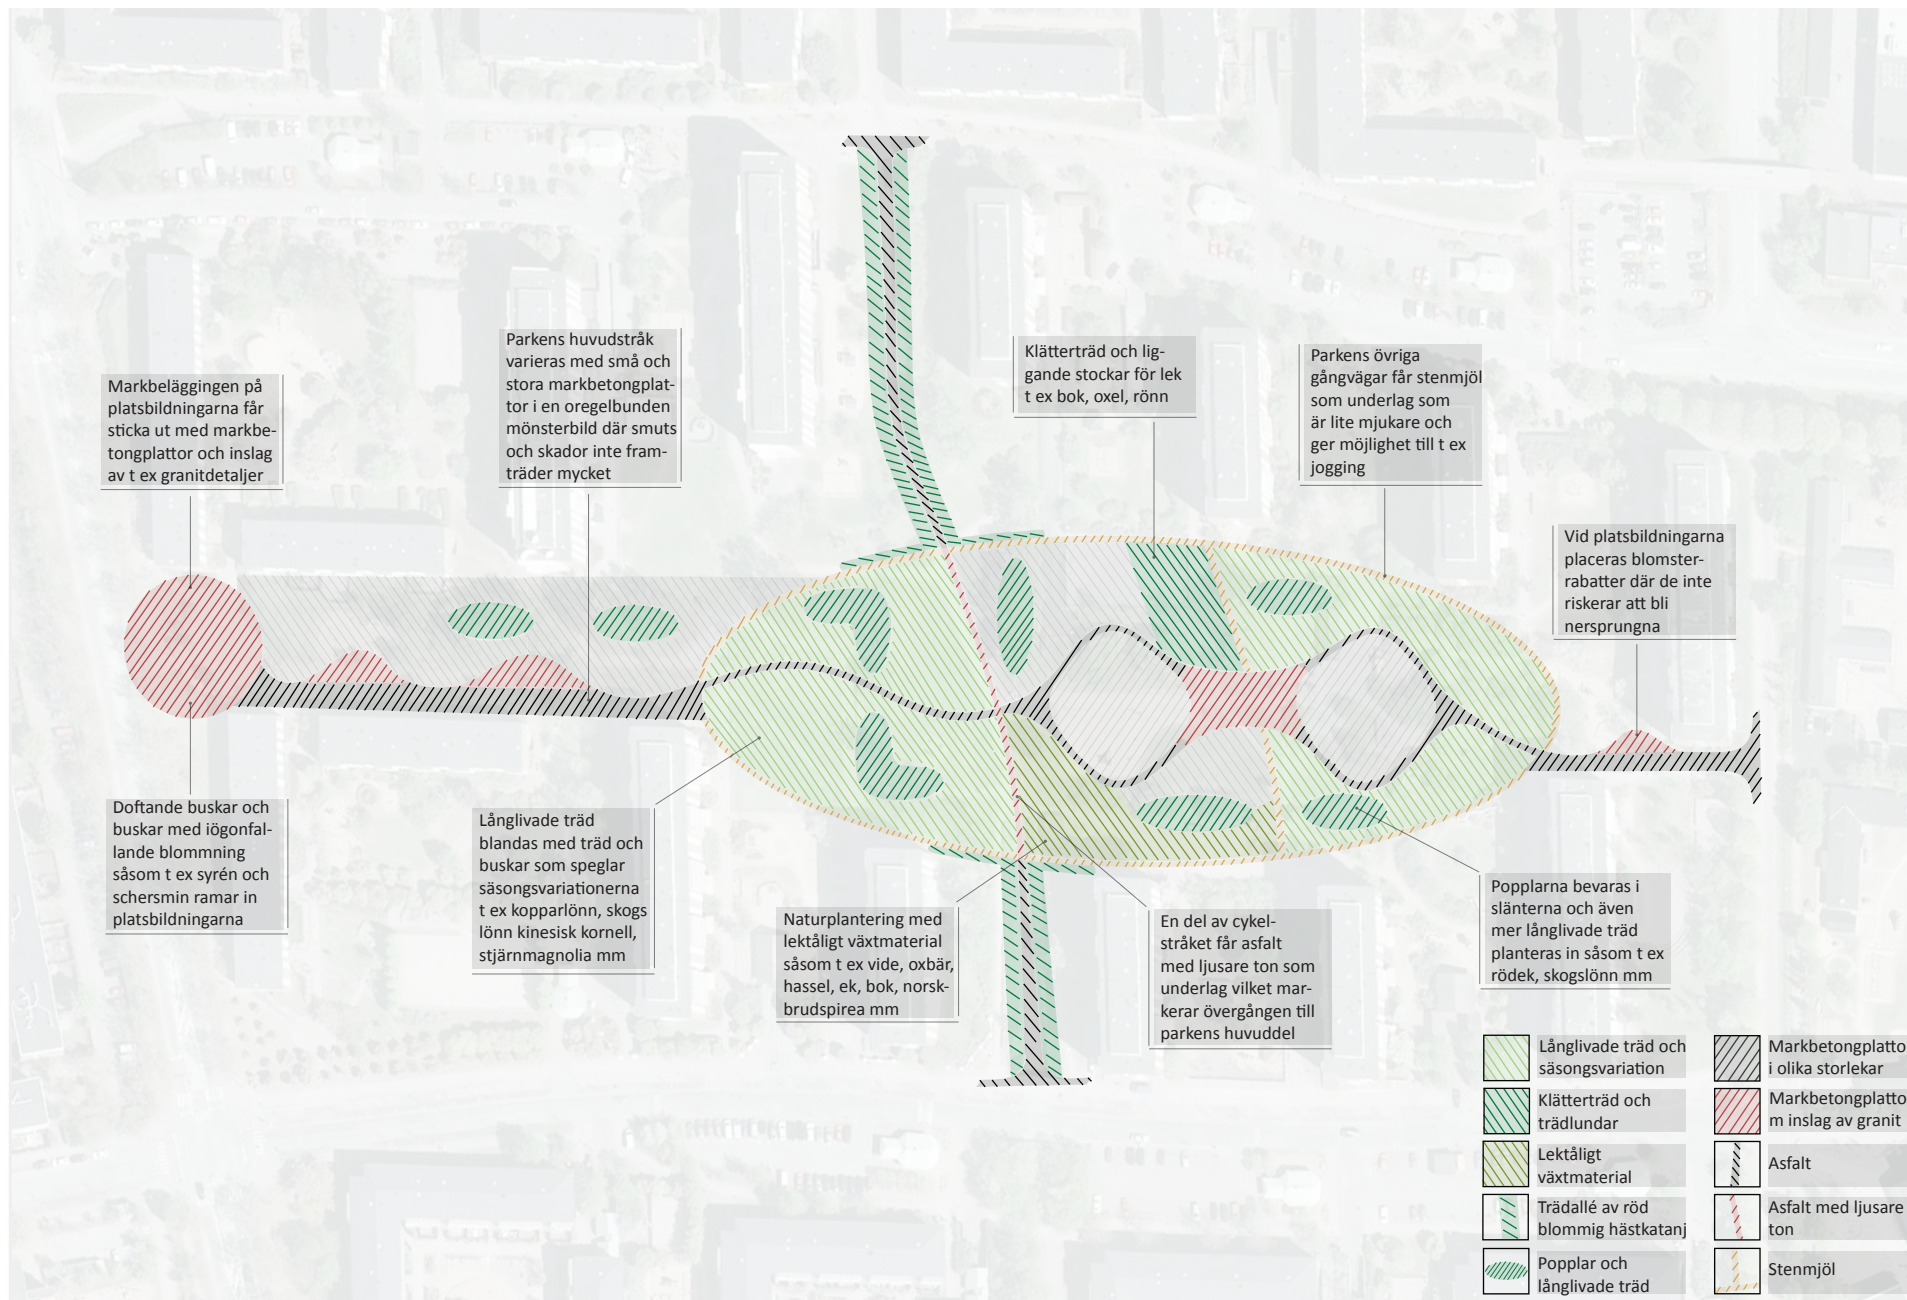 Parkens huvudstråk
varieras med små och
stora markbetongplat-
tor i en oregelbunden
mönsterbild där smuts
och skador inte fram-
träder mycket
Klätterträd och lig-
gande stockar för lek
t ex bok, oxel, rönn
Parkens övriga
gångvägar får stenmjöl
som underlag som
är lite mjukare och
ger möjlighet till t ex
jogging
Markbeläggingen på
platsbildningarna får
sticka ut med markbe-
tongplattor och inslag
av t ex granitdetaljer
Vid platsbildningarna
placeras blomster-
rabatter där de inte
riskerar att bli
nersprungna
Doftande buskar och
buskar med iögonfal-
lande blommning
såsom t ex syrén och
schersmin ramar in
platsbildningarna
Långlivade träd
blandas med träd och
buskar som speglar
säsongsvariationerna
t ex kopparlönn, skogs
lönn kinesisk kornell,
stjärnmagnolia mm
Naturplantering med
lektåligt växtmaterial
såsom t ex vide, oxbär,
hassel, ek, bok, norsk-
brudspirea mm
En del av cykel-
stråket får asfalt
med ljusare ton som
underlag vilket mar-
kerar övergången till
parkens huvuddel
Popplarna bevaras i
slänterna och även
mer långlivade träd
planteras in såsom t ex
rödek, skogslönn mm
Långlivade träd och
säsongsvariation
Klätterträd och
trädlundar
Lektåligt
växtmaterial
Trädallé av röd
blommig hästkatanj
Popplar och
långlivade träd
Markbetongplatto
i olika storlekar
Markbetongplatto
m inslag av granit
Asfalt
Asfalt med ljusare
ton
Stenmjöl